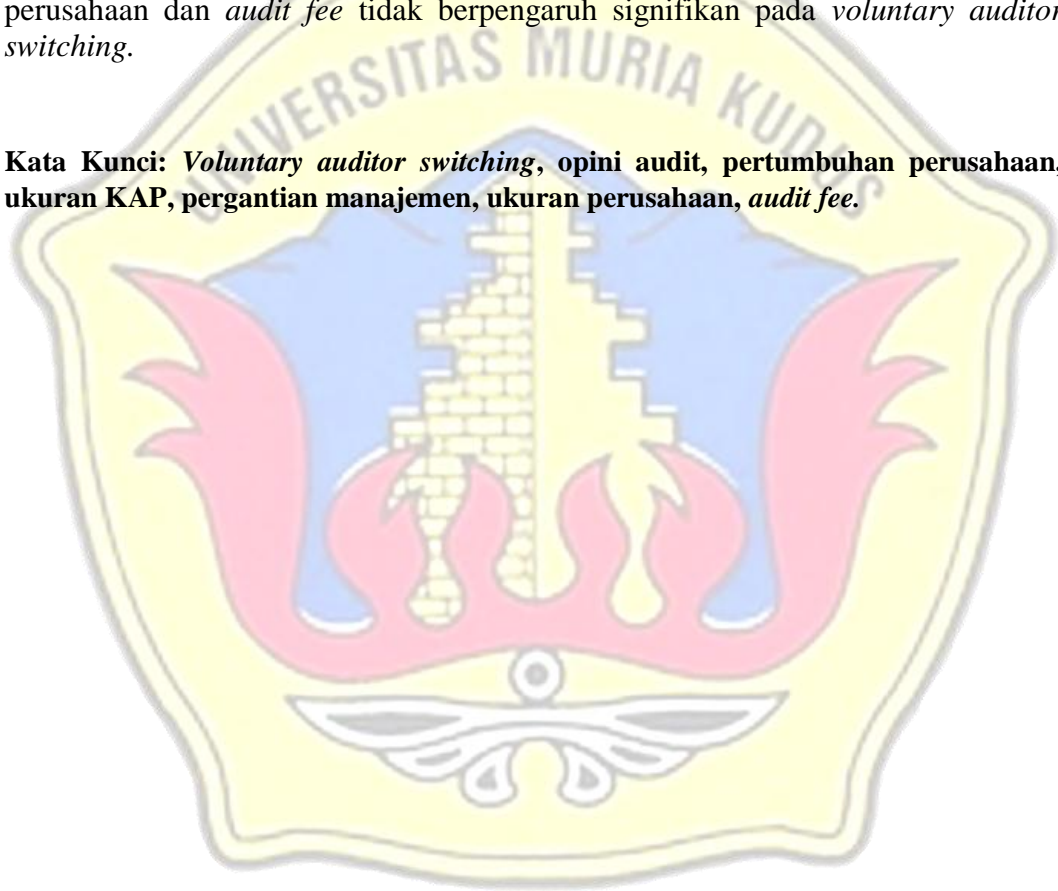 perusahaan dan audit fee tidak berpengaruh signifikan pada voluntary auditor
switching.
UNIVERSITAS MURIA KUDUS
Kata Kunci: Voluntary auditor switching, opini audit, pertumbuhan perusahaan,
ukuran KAP, pergantian manajemen, ukuran perusahaan, audit fee.